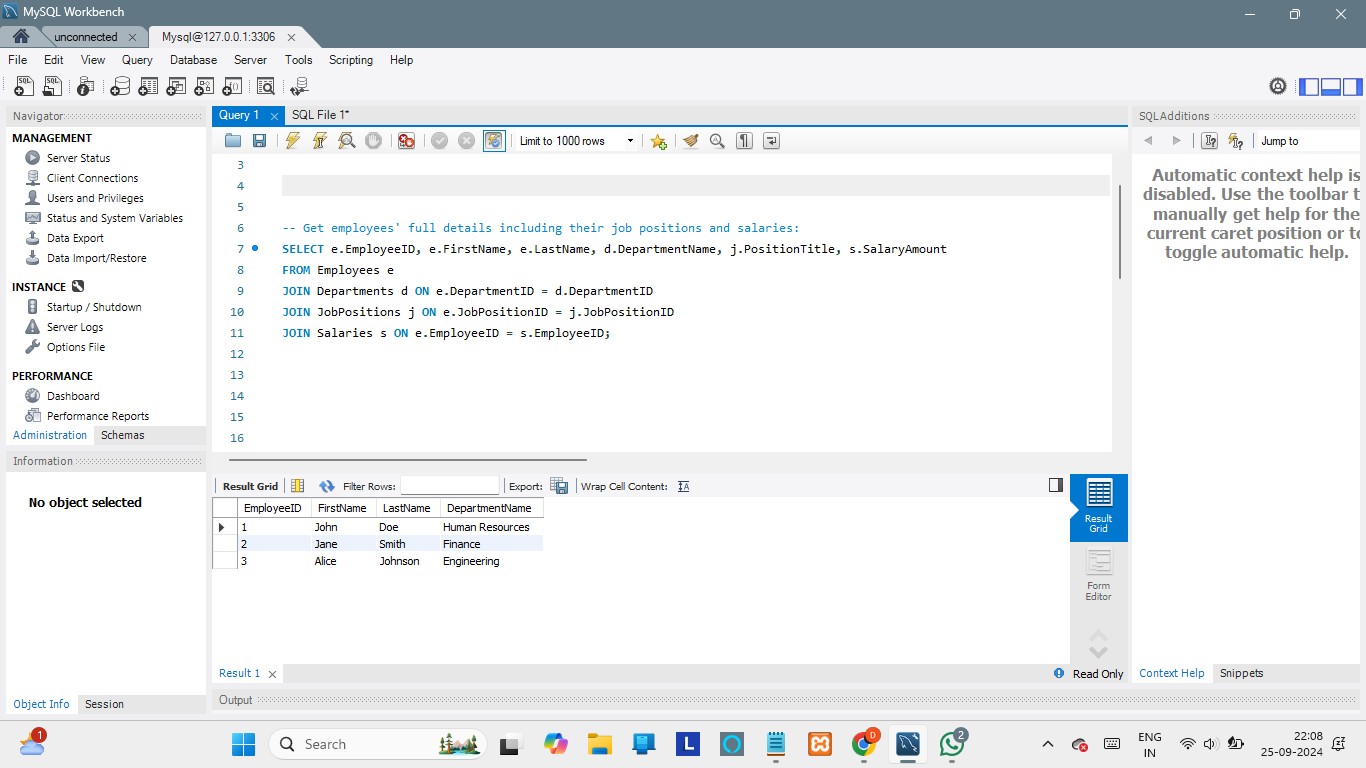 MySQL Workbench
unconnected
Mysql@127.0.0.1:3306
File Edit View Query Database Server Tools Scripting Help
Navigator
MANAGEMENT
Server Status
Client Connections
Users and Privileges
Status and System Variables
Data Export
Data Import/Restore
INSTANCE
Startup / Shutdown
Server Logs
Options File
PERFORMANCE
Dashboard
Performance Reports
Administration Schemas
Information
No object selected
Object Info Session
Query 1 SQL File 1*
Limit to 1000 rows
3
4
5
6 -- Get employees' full details including their job positions and salaries:
7 SELECT e.EmployeeID, e.FirstName, e.LastName, d.DepartmentName, j.PositionTitle, s.SalaryAmount
8 FROM Employees e
9 JOIN Departments d ON e.DepartmentID = d.DepartmentID
10 JOIN JobPositions j ON e.JobPositionID = j.JobPositionID
11 JOIN Salaries s ON e.EmployeeID = s.EmployeeID;
12
13
14
15
16
Result Grid Filter Rows: Export: Wrap Cell Content:
EmployeeID FirstName LastName DepartmentName
1 John Doe Human Resources
2 Jane Smith Finance
3 Alice Johnson Engineering
Result
Grid
Form
Editor
Result 1
Read Only
Output
SQLAdditions
Jump to
Automatic context help is
disabled. Use the toolbar t
manually get help for the
current caret position or to
toggle automatic help.
Context Help Snippets
1
Search
L
D
2
ENG
IN
22:08
25-09-2024